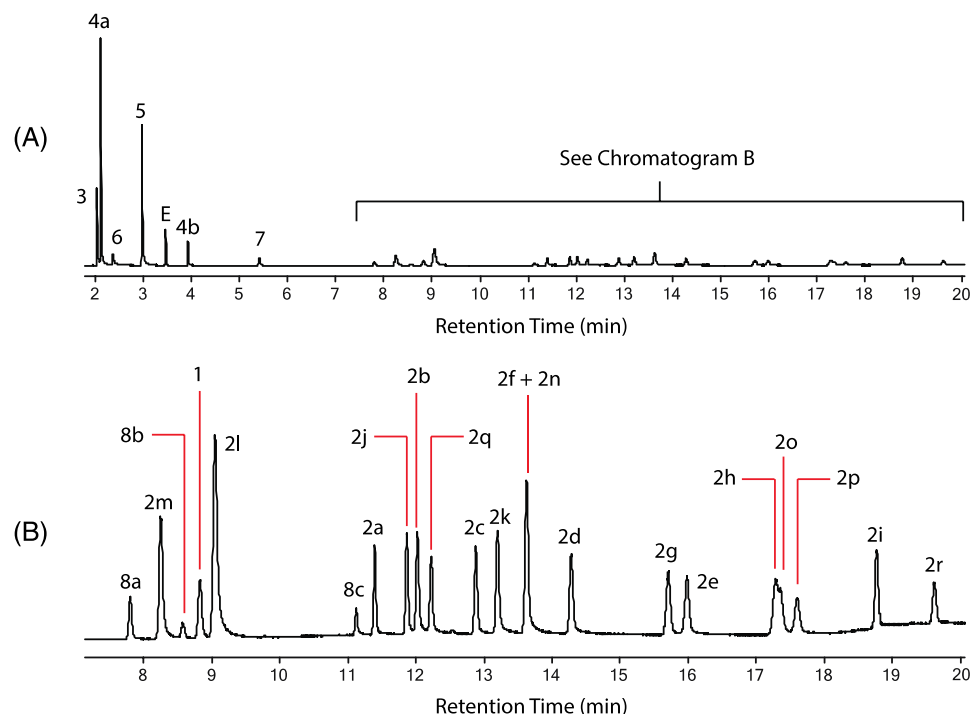 4a
(A)
5
See Chromatogram B
3
E
4b
6
7
2 3 4 5 6 7 8 9 10 11 12 13 14 15 16 17 18 19 20
Retention Time (min)
1
2b
2f + 2n
8b
2j
2q
2o
2l
2h
2p
2m
(B)
2a
2c
2k
2d
2i
2g
2r
8a
8c
2e
8 9 10 11 12 13 14 15 16 17 18 19 20
Retention Time (min)